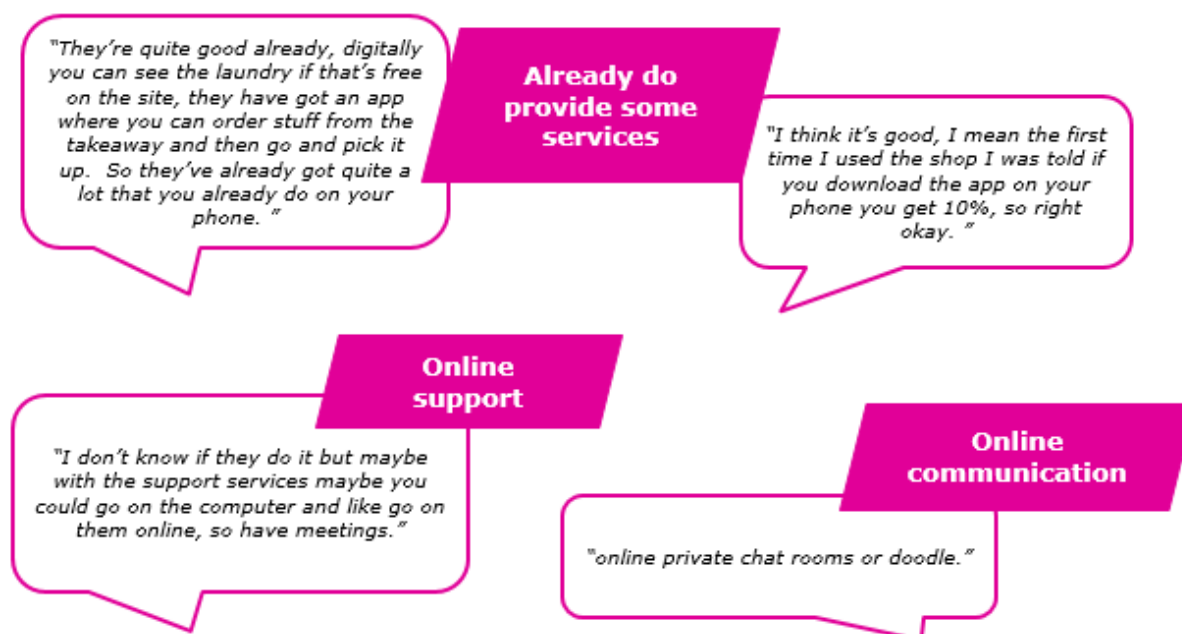 “They’re quite good already, digitally
you can see the laundry if that’s free
on the site, they have got an app
where you can order stuff from the
takeaway and then go and pick it
up.  So they’ve already got quite a
lot that you already do on your
phone. ”
Already do
provide some
services
“I think it’s good, I mean the first
time I used the shop I was told if
you download the app on your
phone you get 10%, so right
okay. ”
Online
support
“I don’t know if they do it but maybe
with the support services maybe you
could go on the computer and like go on
them online, so have meetings.”
Online
communication
“online private chat rooms or doodle.”